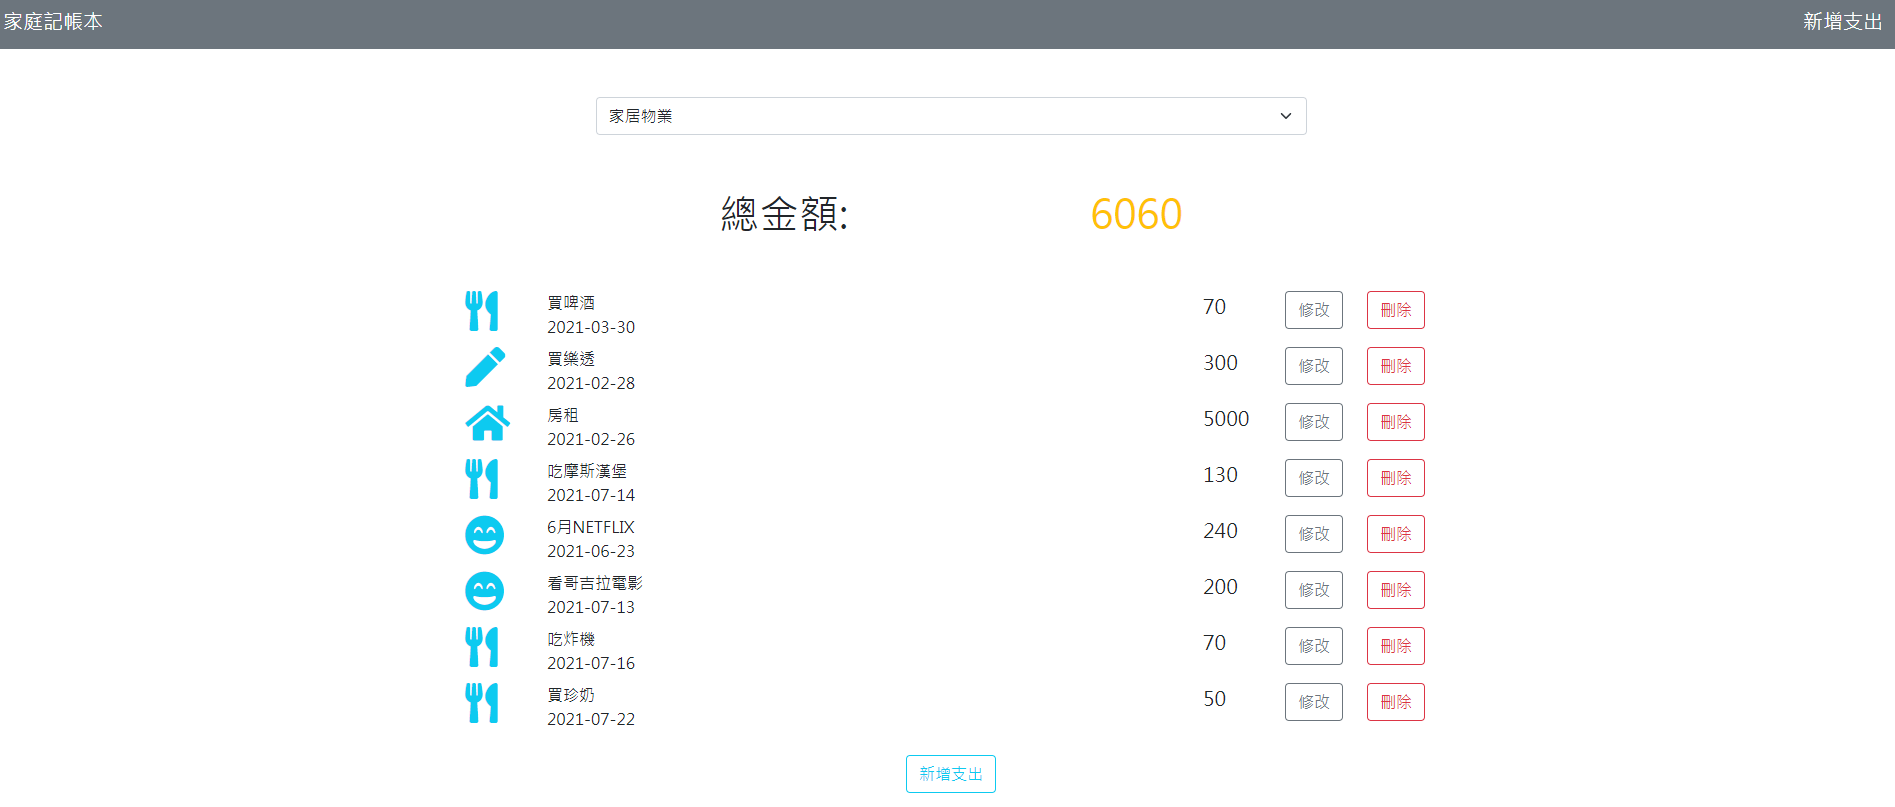 家庭記帳本
新增支出
家居物業
總金額: 6060
買啤酒
2021-03-30
70 修改 刪除
買樂透
2021-02-28
300 修改 刪除
房租
2021-02-26
5000 修改 刪除
吃摩斯漢堡
2021-07-14
130 修改 刪除
6月NETFLIX
2021-06-23
240 修改 刪除
看哥吉拉電影
2021-07-13
200 修改 刪除
吃炸機
2021-07-16
70 修改 刪除
買珍奶
2021-07-22
50 修改 刪除
新增支出